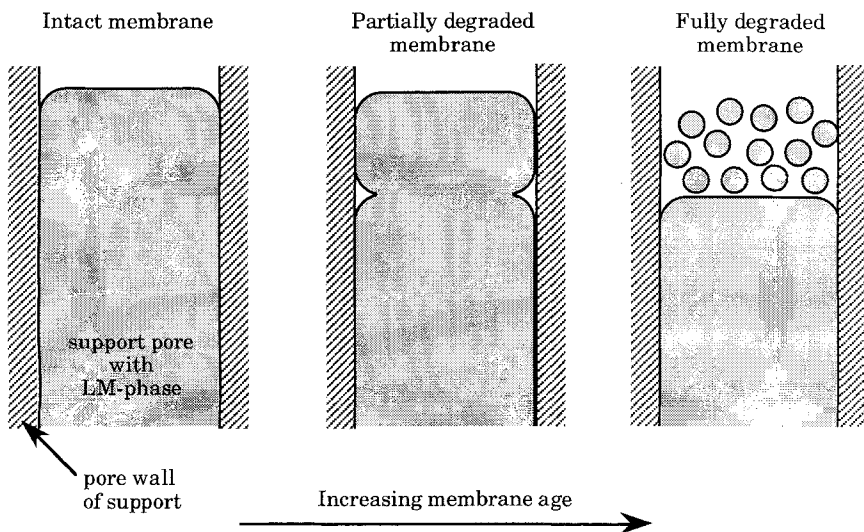 Intact membrane
Partially degraded
membrane
Fully degraded
membrane
support pore
with
LM-phase
pore wall
of support
Increasing membrane age